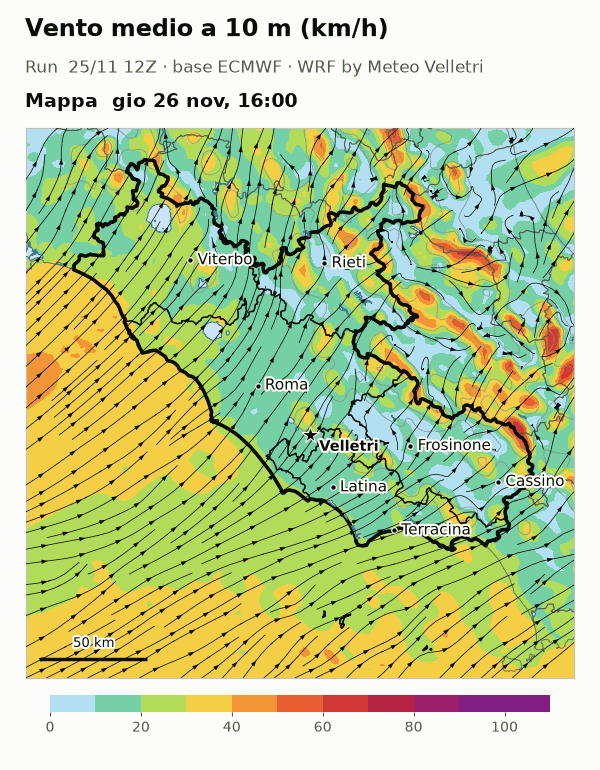 Vento medio a 10 m (km/h)
Run 25/11 12Z · base ECMWF · WRF by Meteo Velletri
Mappa gio 26 nov, 16:00
Viterbo
Rieti
Roma
Velletri
Frosinone
Latina
Cassino
Terracina
50 km
0 20 40 60 80 100